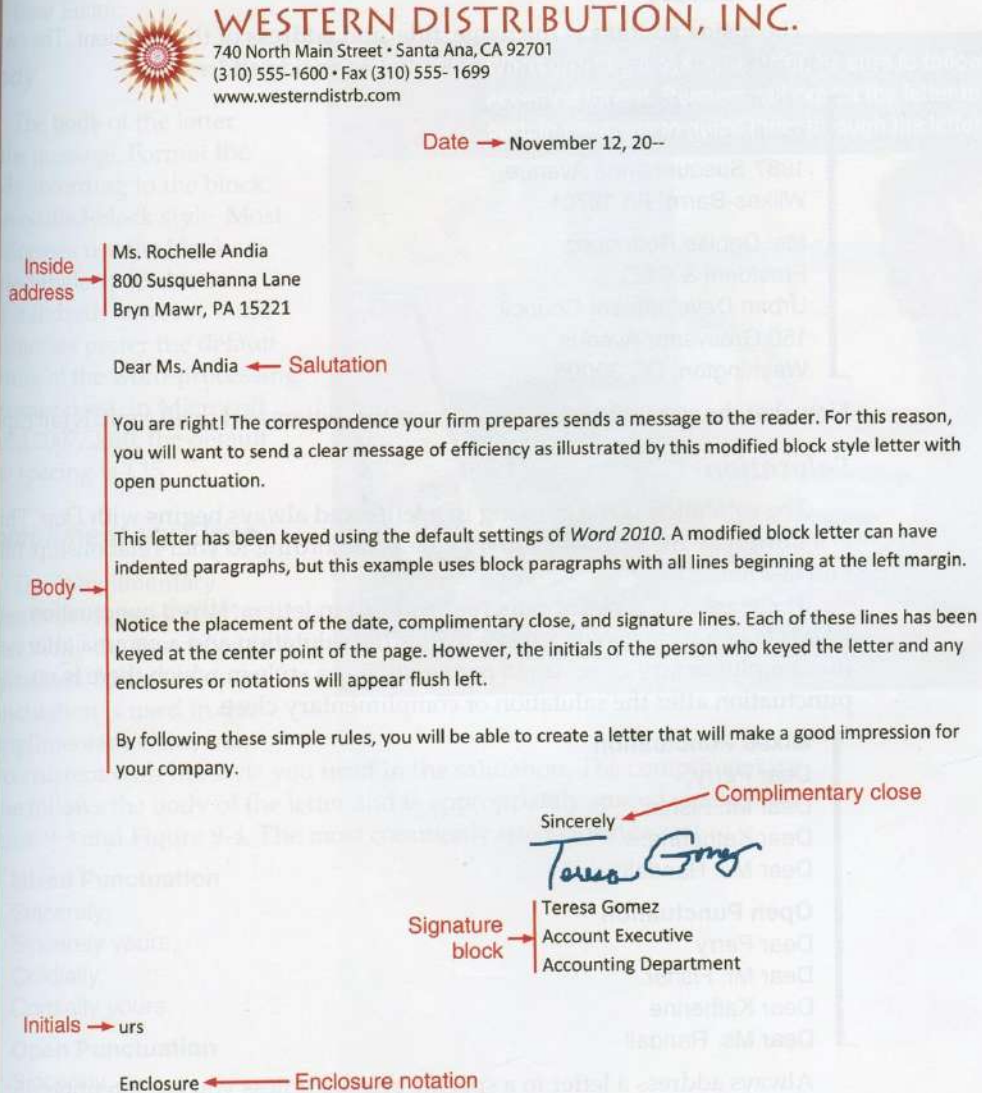 WESTERN DISTRIBUTION, INC.
740 North Main Street • Santa Ana, CA 92701
(310) 555-1600 • Fax (310) 555- 1699
www.westerndistrb.com
Date November 12, 20--
Inside address
Ms. Rochelle Andia
800 Susquehanna Lane
Bryn Mawr, PA 15221
Dear Ms. Andia Salutation
You are right! The correspondence your firm prepares sends a message to the reader. For this reason,
you will want to send a clear message of efficiency as illustrated by this modified block style letter with
open punctuation.
This letter has been keyed using the default settings of Word 2010. A modified block letter can have
Body indented paragraphs, but this example uses block paragraphs with all lines beginning at the left margin.
Notice the placement of the date, complimentary close, and signature lines. Each of these lines has been
keyed at the center point of the page. However, the initials of the person who keyed the letter and any
enclosures or notations will appear flush left.
By following these simple rules, you will be able to create a letter that will make a good impression for
your company.
Complimentary close
Sincerely
Teresa Gomez
Signature block
Teresa Gomez
Account Executive
Accounting Department
Initials urs
Enclosure Enclosure notation